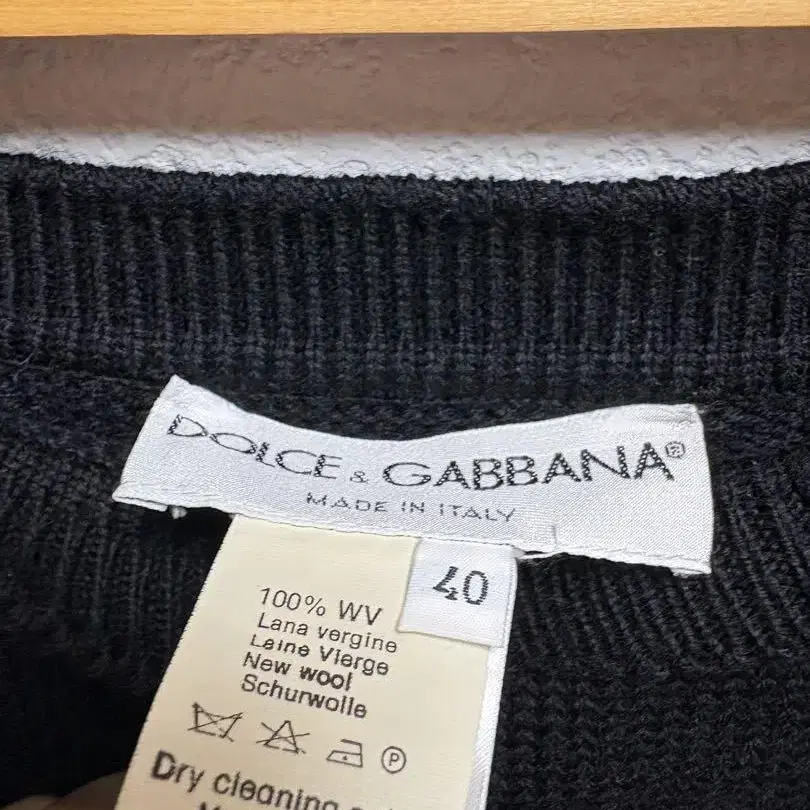 DOLCE & GABBANA®
MADE IN ITALY
40
100% WV
Lana vergine
Laine Vierge
New wool
Schurwolle
P
Dry cleaning